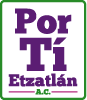 Por
Tí
Etzatlán
A.C.